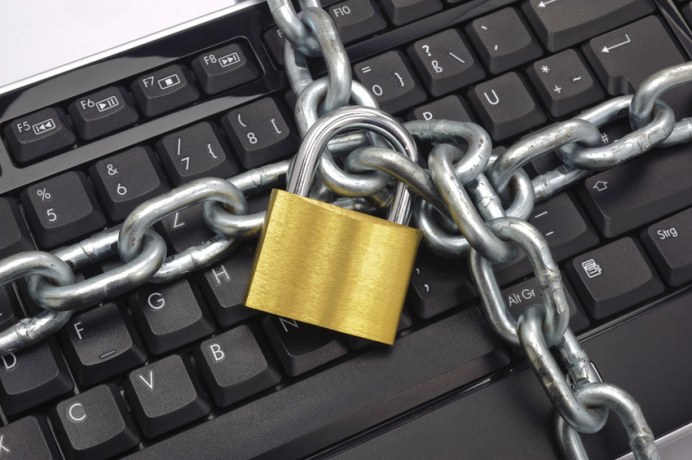 F5 F6 F7 F8 F10
% 5 & 6 / 7 { ( 8 [ = 0 } ? ß \ ` ´
Z U * + ~
D F G H # Strg
X C V B N , Alt Gr